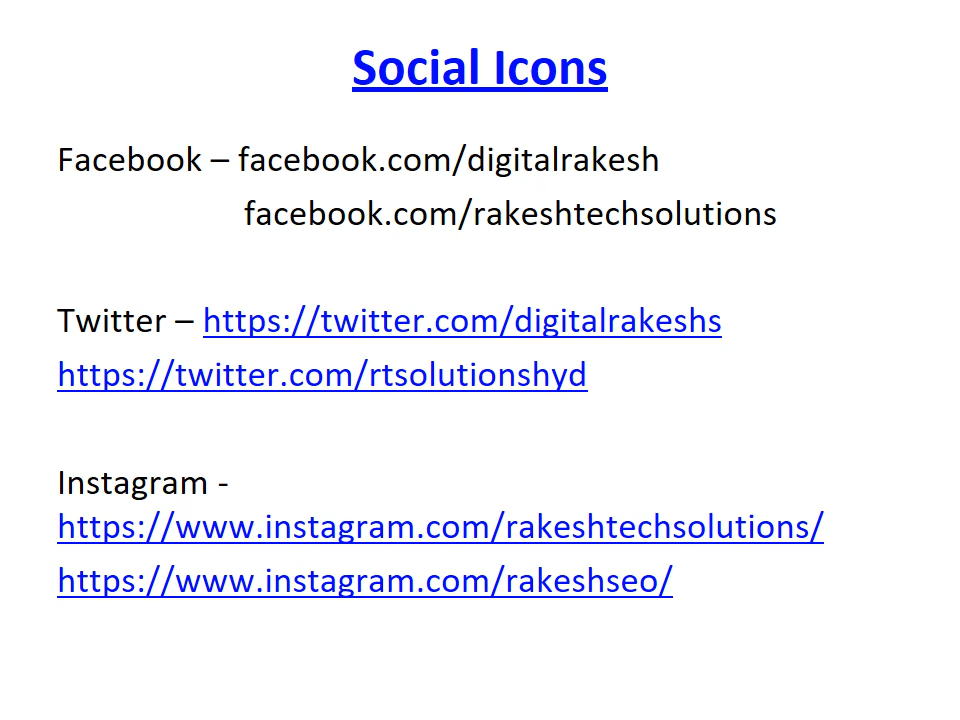 Social Icons
Facebook – facebook.com/digitalrakesh
facebook.com/rakeshtechsolutions
Twitter – https://twitter.com/digitalrakeshs
https://twitter.com/rtsolutionshyd
Instagram -
https://www.instagram.com/rakeshtechsolutions/
https://www.instagram.com/rakeshseo/